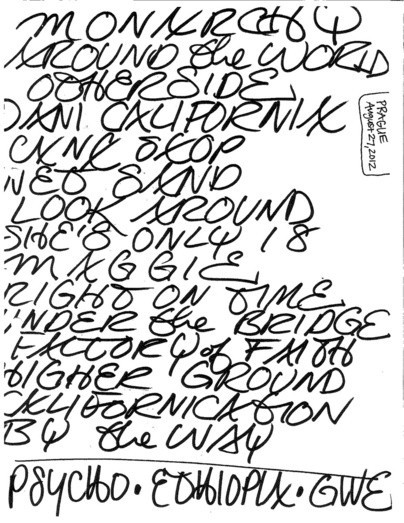 MONARCHY
AROUND the WORLD
OTHERSIDE
DANI CALIFORNIA
PRAGUE
August 27, 2012
CANT STOP
WET SAND
LOOK AROUND
SHE'S ONLY 18
MAGGIE
RIGHT ON TIME
UNDER the BRIDGE
FACTORY of FAITH
HIGHER GROUND
CALIFORNICATION
BY the WAY
PSYCHO • ETHIOPIA • GWE